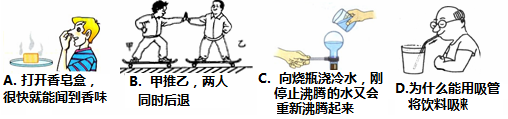 甲
乙
A. 打开香皂盒，
很快就能闻到香味
B. 甲推乙，两人
同时后退
C. 向烧瓶浇冷水，刚
停止沸腾的水又会
重新沸腾起来
D.为什么能用吸管
将饮料吸来